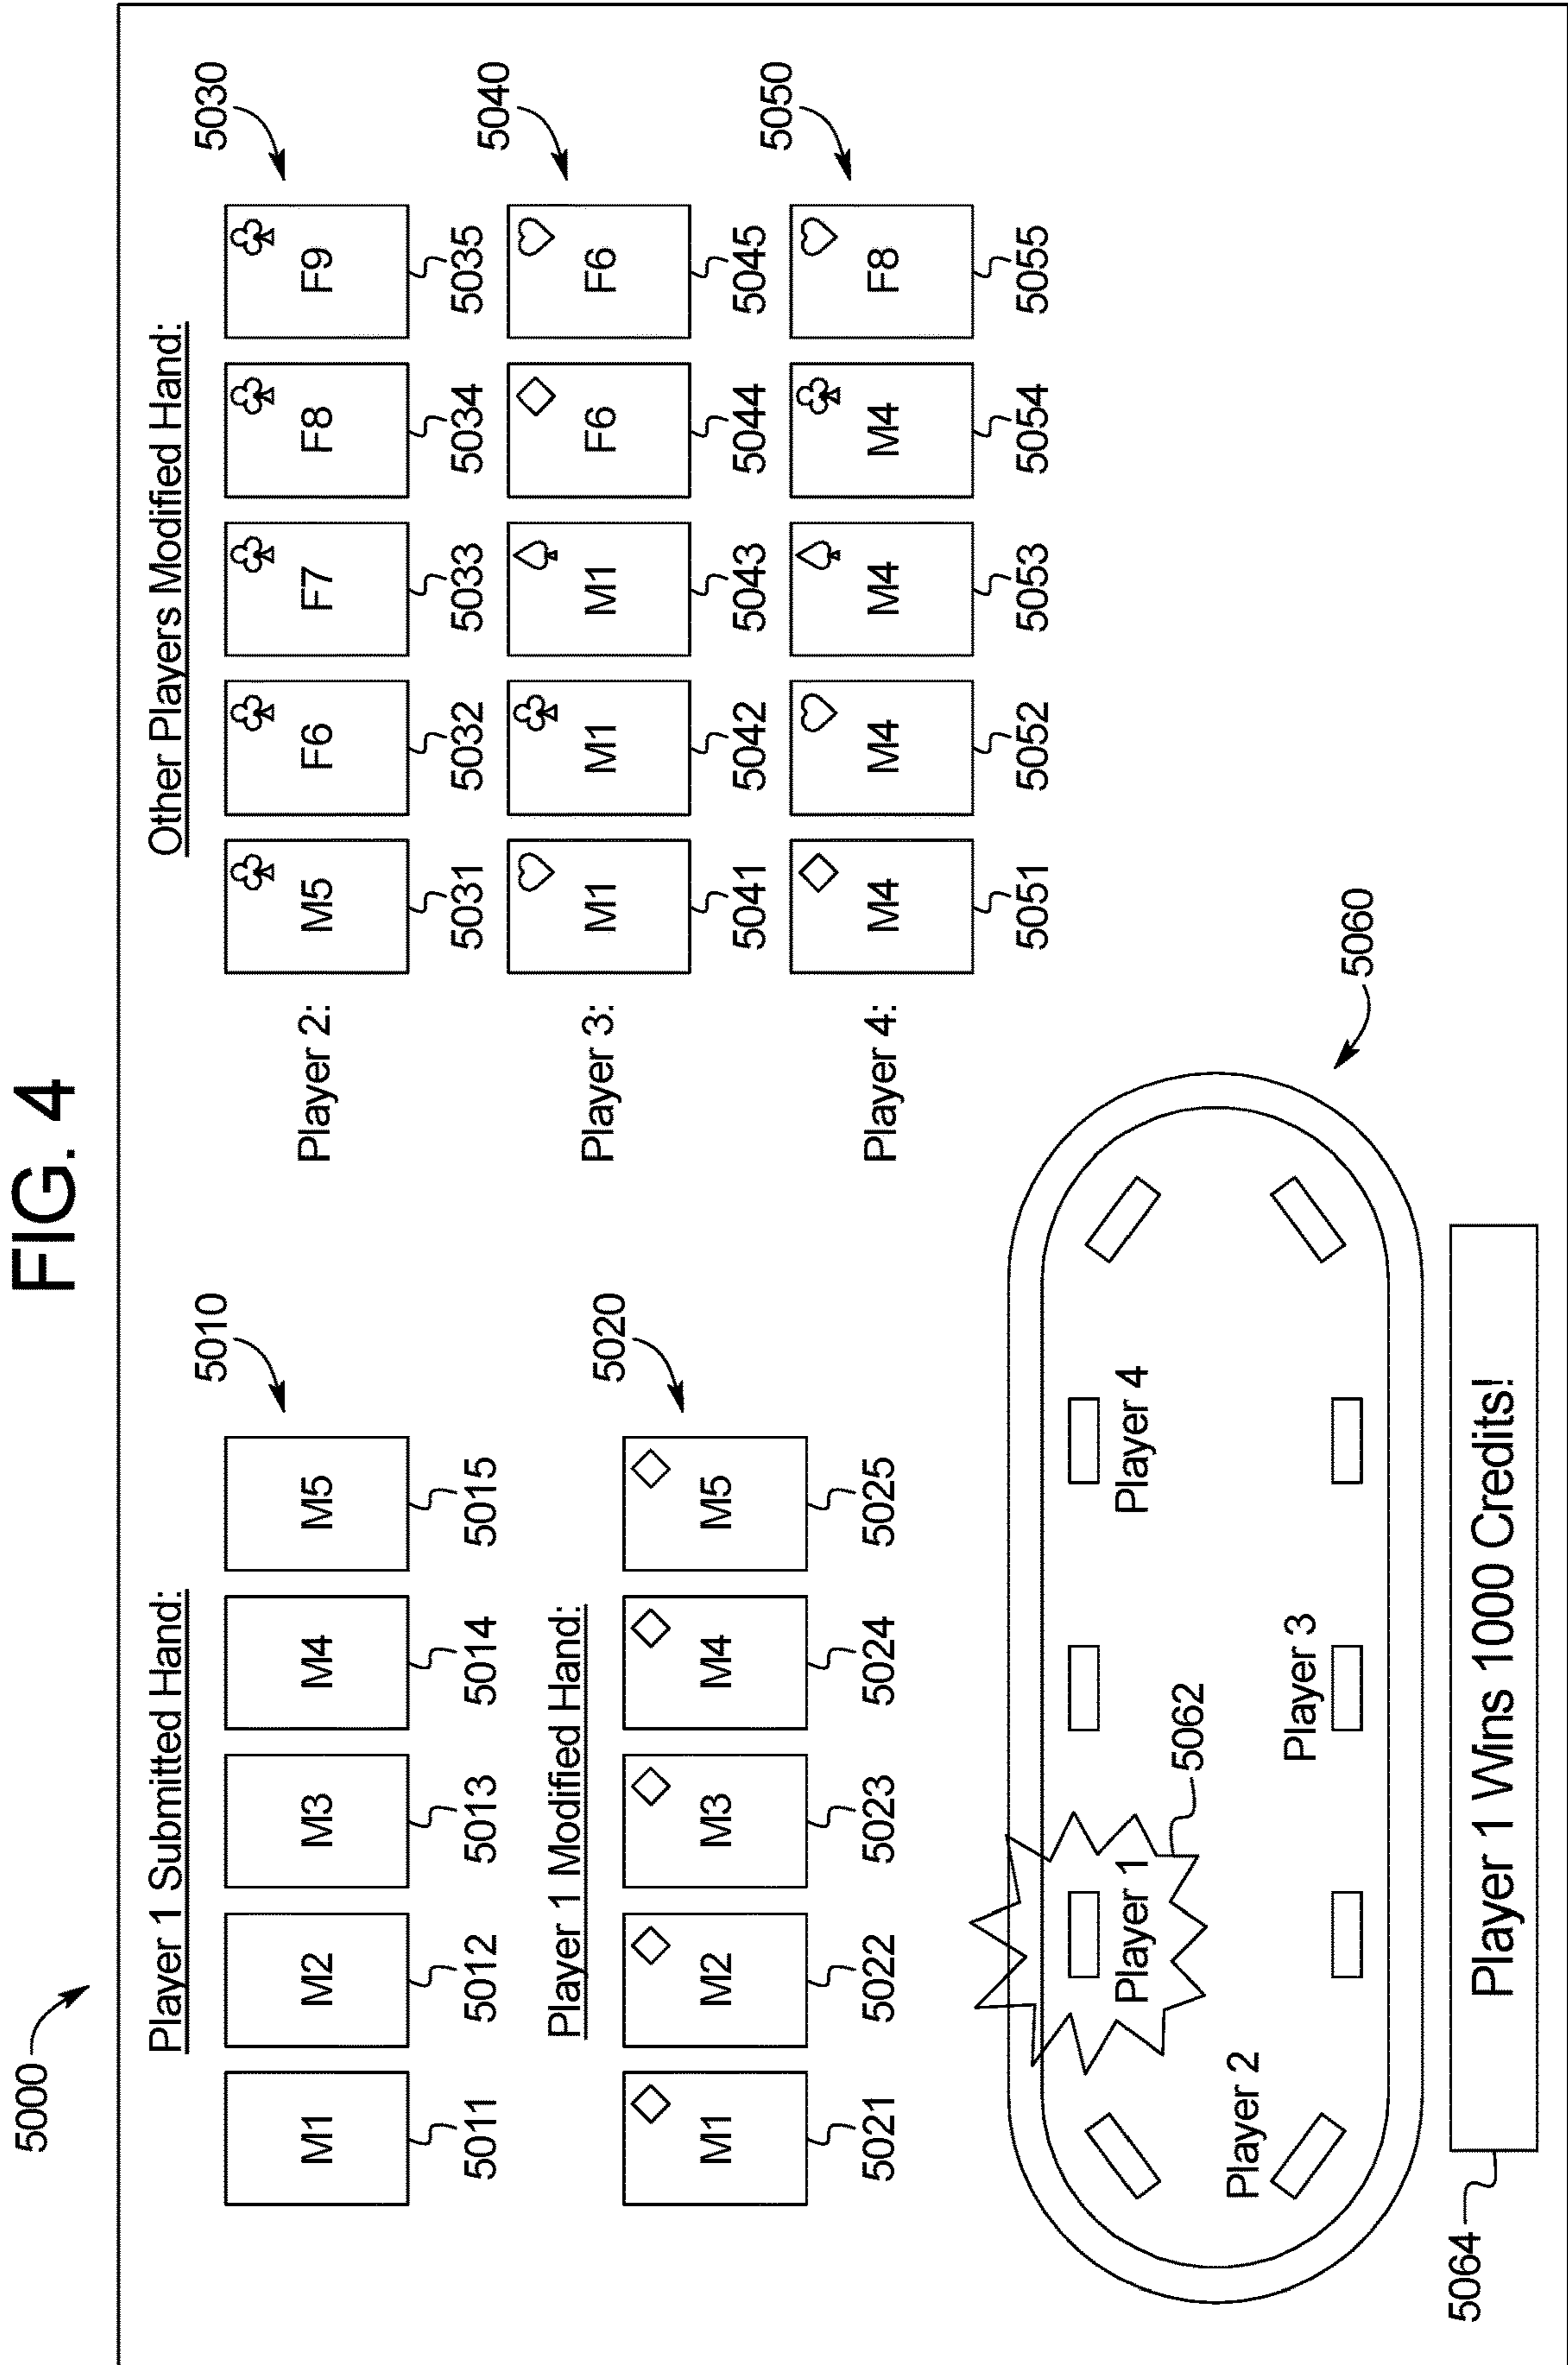 FIG. 4
5000
Player 1 Submitted Hand:
M1 M2 M3 M4 M5
5010
5011 5012 5013 5014 5015
Player 1 Modified Hand:
M1 M2 M3 M4 M5
5020
5021 5022 5023 5024 5025
Other Players Modified Hand:
Player 2:
M5 F6 F7 F8 F9
5030
5031 5032 5033 5034 5035
Player 3:
M1 M1 M1 F6 F6
5040
5041 5042 5043 5044 5045
Player 4:
M4 M4 M4 M4 F8
5050
5051 5052 5053 5054 5055
5060
Player 1
5062
Player 4
Player 2
Player 3
5064
Player 1 Wins 1000 Credits!